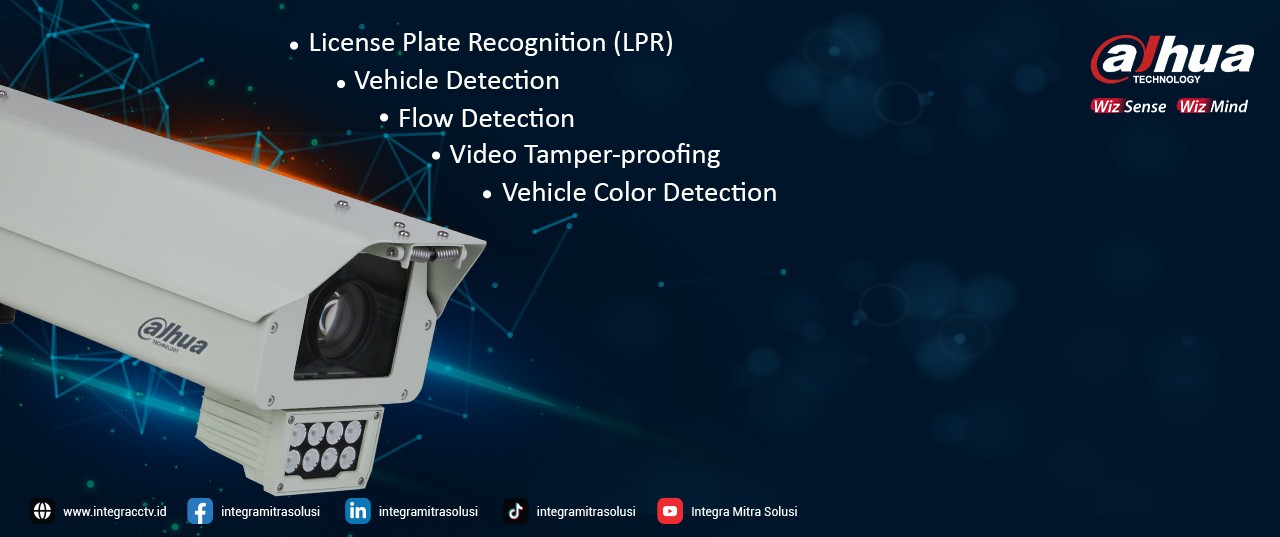 • License Plate Recognition (LPR)
• Vehicle Detection
• Flow Detection
• Video Tamper-proofing
• Vehicle Color Detection
alhua
TECHNOLOGY
Wiz Sense Wiz Mind
alhua
TECHNOLOGY
www.integracctv.id integramitrasolusi integramitrasolusi integramitrasolusi Integra Mitra Solusi